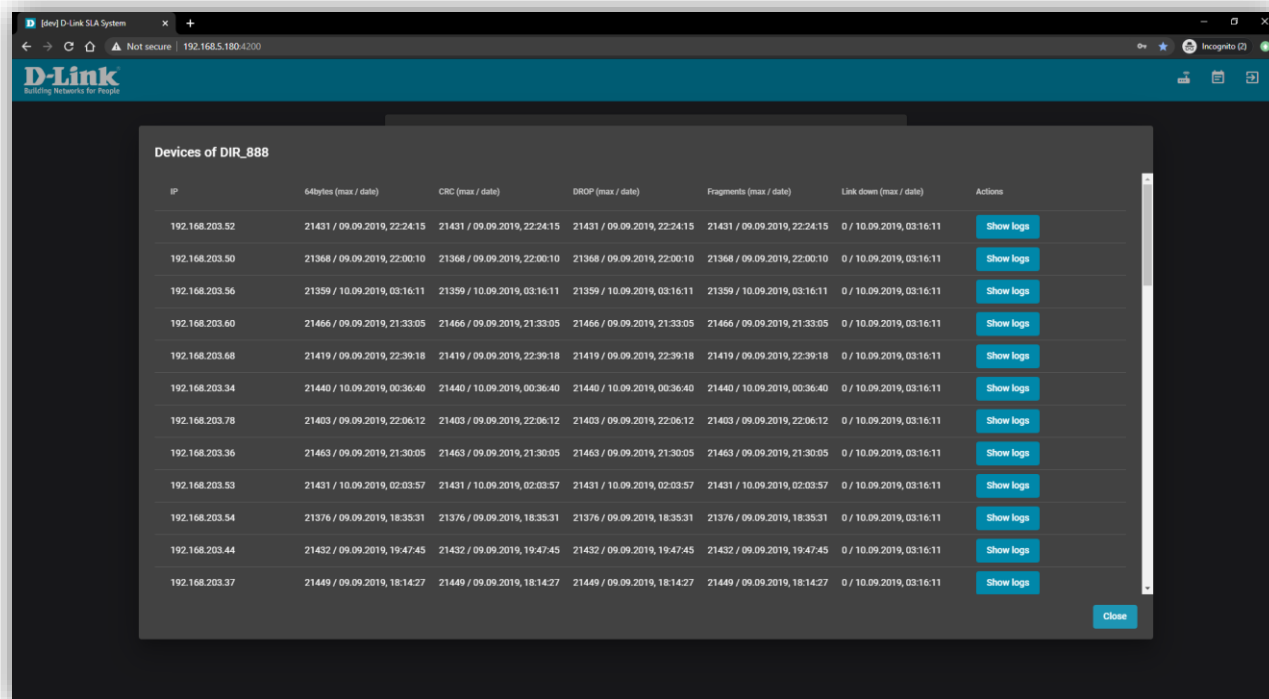 [dev] D-Link SLA System
Not secure | 192.168.5.180:4200
Incognito (2)
D-Link
Building Networks for People
Devices of DIR_888
IP 64bytes (max / date) CRC (max / date) DROP (max / date) Fragments (max / date) Link down (max / date) Actions
192.168.203.52 21431 / 09.09.2019, 22:24:15 21431 / 09.09.2019, 22:24:15 21431 / 09.09.2019, 22:24:15 21431 / 09.09.2019, 22:24:15 0 / 10.09.2019, 03:16:11 Show logs
192.168.203.50 21368 / 09.09.2019, 22:00:10 21368 / 09.09.2019, 22:00:10 21368 / 09.09.2019, 22:00:10 21368 / 09.09.2019, 22:00:10 0 / 10.09.2019, 03:16:11 Show logs
192.168.203.56 21359 / 10.09.2019, 03:16:11 21359 / 10.09.2019, 03:16:11 21359 / 10.09.2019, 03:16:11 21359 / 10.09.2019, 03:16:11 0 / 10.09.2019, 03:16:11 Show logs
192.168.203.60 21466 / 09.09.2019, 21:33:05 21466 / 09.09.2019, 21:33:05 21466 / 09.09.2019, 21:33:05 21466 / 09.09.2019, 21:33:05 0 / 10.09.2019, 03:16:11 Show logs
192.168.203.68 21419 / 09.09.2019, 22:39:18 21419 / 09.09.2019, 22:39:18 21419 / 09.09.2019, 22:39:18 21419 / 09.09.2019, 22:39:18 0 / 10.09.2019, 03:16:11 Show logs
192.168.203.34 21440 / 10.09.2019, 00:36:40 21440 / 10.09.2019, 00:36:40 21440 / 10.09.2019, 00:36:40 21440 / 10.09.2019, 00:36:40 0 / 10.09.2019, 03:16:11 Show logs
192.168.203.78 21403 / 09.09.2019, 22:06:12 21403 / 09.09.2019, 22:06:12 21403 / 09.09.2019, 22:06:12 21403 / 09.09.2019, 22:06:12 0 / 10.09.2019, 03:16:11 Show logs
192.168.203.36 21463 / 09.09.2019, 21:30:05 21463 / 09.09.2019, 21:30:05 21463 / 09.09.2019, 21:30:05 21463 / 09.09.2019, 21:30:05 0 / 10.09.2019, 03:16:11 Show logs
192.168.203.53 21431 / 10.09.2019, 02:03:57 21431 / 10.09.2019, 02:03:57 21431 / 10.09.2019, 02:03:57 21431 / 10.09.2019, 02:03:57 0 / 10.09.2019, 03:16:11 Show logs
192.168.203.54 21376 / 09.09.2019, 18:35:31 21376 / 09.09.2019, 18:35:31 21376 / 09.09.2019, 18:35:31 21376 / 09.09.2019, 18:35:31 0 / 10.09.2019, 03:16:11 Show logs
192.168.203.44 21432 / 09.09.2019, 19:47:45 21432 / 09.09.2019, 19:47:45 21432 / 09.09.2019, 19:47:45 21432 / 09.09.2019, 19:47:45 0 / 10.09.2019, 03:16:11 Show logs
192.168.203.37 21449 / 09.09.2019, 18:14:27 21449 / 09.09.2019, 18:14:27 21449 / 09.09.2019, 18:14:27 21449 / 09.09.2019, 18:14:27 0 / 10.09.2019, 03:16:11 Show logs
Close